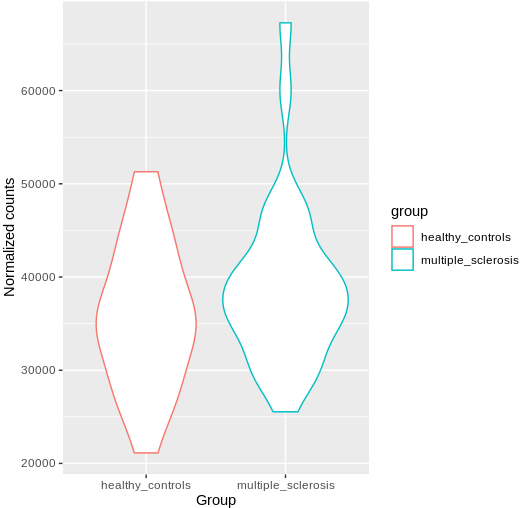 Normalized counts
60000
50000
40000
30000
20000
healthy_controls multiple_sclerosis
Group
group
healthy_controls
multiple_sclerosis